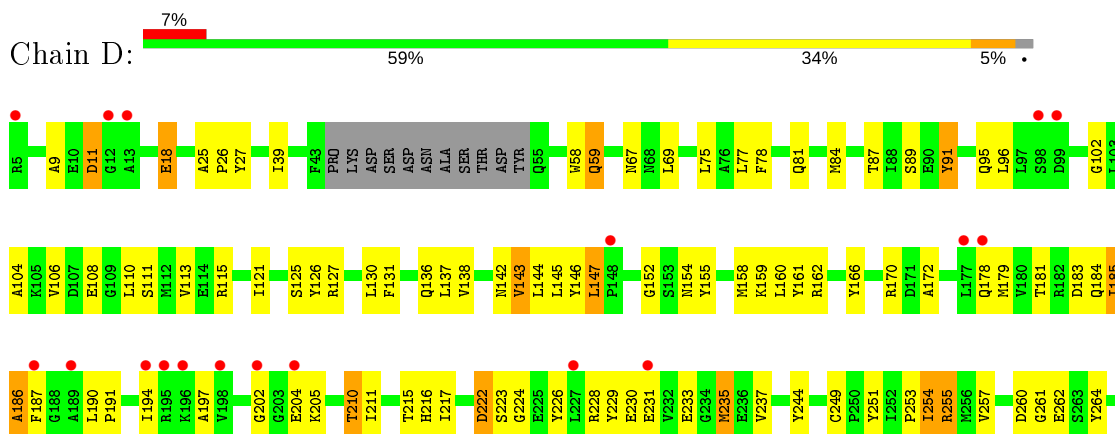 7%
Chain D:
59% 34% 5% •
R5 A9 E10 D11 G12 A13 E18 A25 P26 Y27 I39 F43 PRO LYS ASP SER ASP ASN ALA SER THR ASP TYR Q55 W58 Q59 N67 N68 L69 L75 A76 L77 F78 Q81 M84 T87 I88 S89 E90 Y91 Q95 L96 L97 S98 D99 G102 L103
A104 K105 V106 D107 E108 G109 L110 S111 M112 V113 E114 R115 I121 S125 Y126 R127 L130 F131 Q136 L137 V138 N142 V143 L144 L145 Y146 L147 P148 G152 S153 N154 Y155 M158 K159 L160 Y161 R162 Y166 R170 D171 A172 L177 Q178 M179 V180 T181 R182 D183 Q184 I185
A186 F187 G188 A189 L190 P191 I194 R195 K196 A197 V198 G202 G203 E204 K205 T210 I211 T215 H216 I217 D222 S223 G224 E225 Y226 L227 R228 Y229 E230 E231 V232 E233 G234 M235 E236 V237 Y244 C249 P250 Y251 I252 P253 I254 R255 M256 V257 D260 G261 E262 S263 Y264